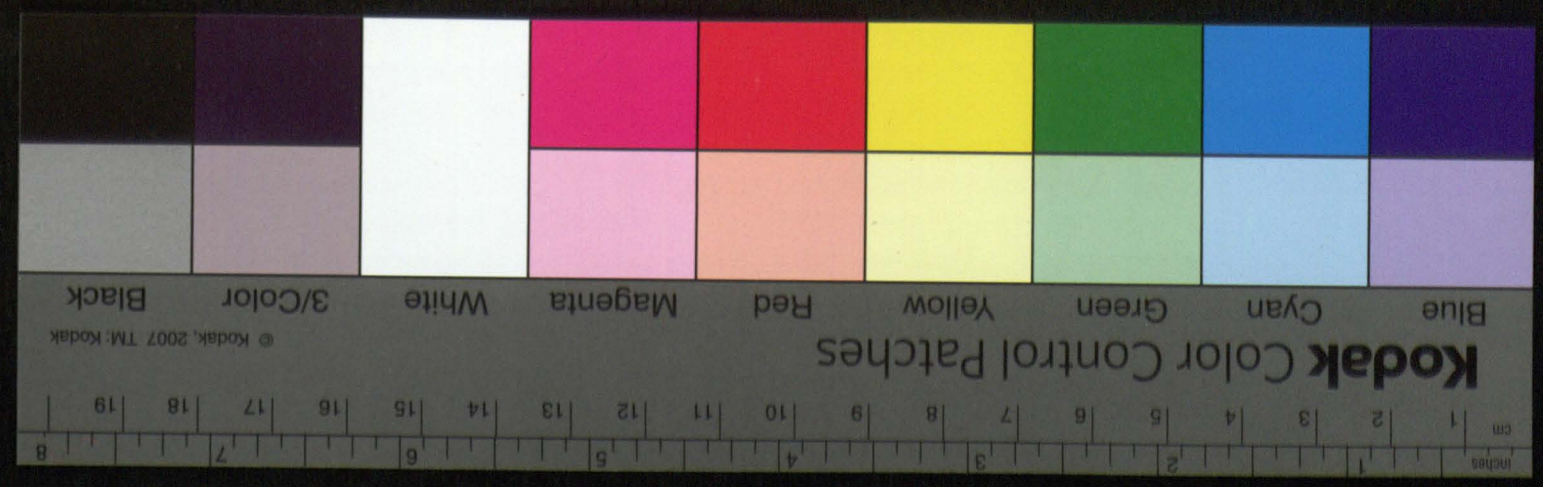 inches 1 2 3 4 5 6 7 8
cm 1 2 3 4 5 6 7 8 9 10 11 12 13 14 15 16 17 18 19
Kodak Color Control Patches
© Kodak, 2007 TM: Kodak
Blue Cyan Green Yellow Red Magenta White 3/Color Black